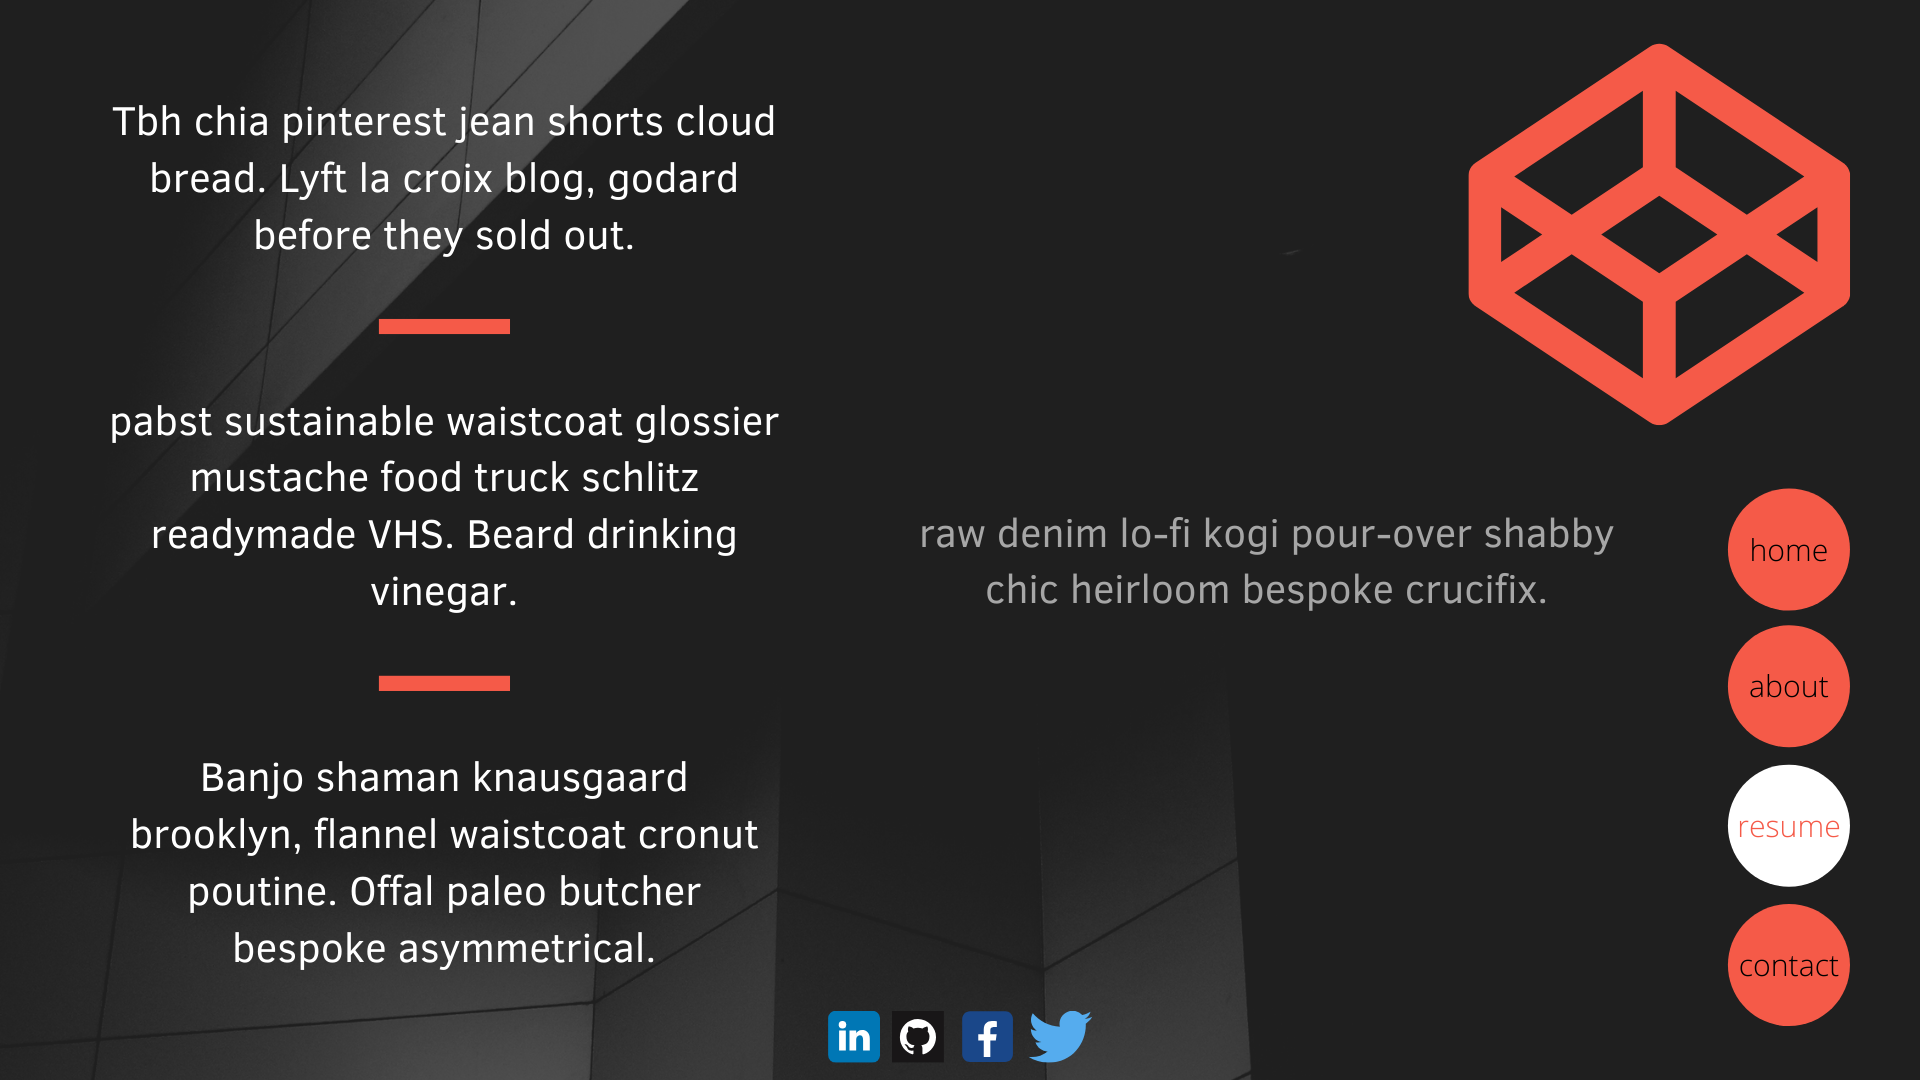 Tbh chia pinterest jean shorts cloud
bread. Lyft la croix blog, godard
before they sold out.
pabst sustainable waistcoat glossier
mustache food truck schlitz
readymade VHS. Beard drinking
vinegar.
Banjo shaman knausgaard
brooklyn, flannel waistcoat cronut
poutine. Offal paleo butcher
bespoke asymmetrical.
raw denim lo-fi kogi pour-over shabby
chic heirloom bespoke crucifix.
home
about
resume
contact
in
f